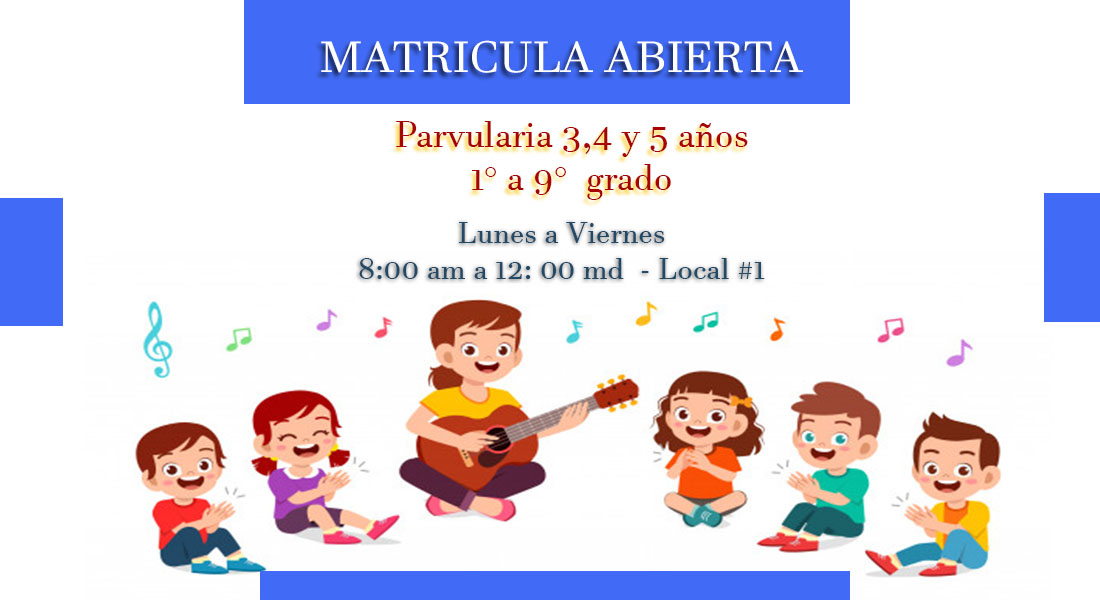 MATRICULA ABIERTA
Parvularia 3,4 y 5 años
1° a 9° grado
Lunes a Viernes
8:00 am a 12: 00 md - Local #1